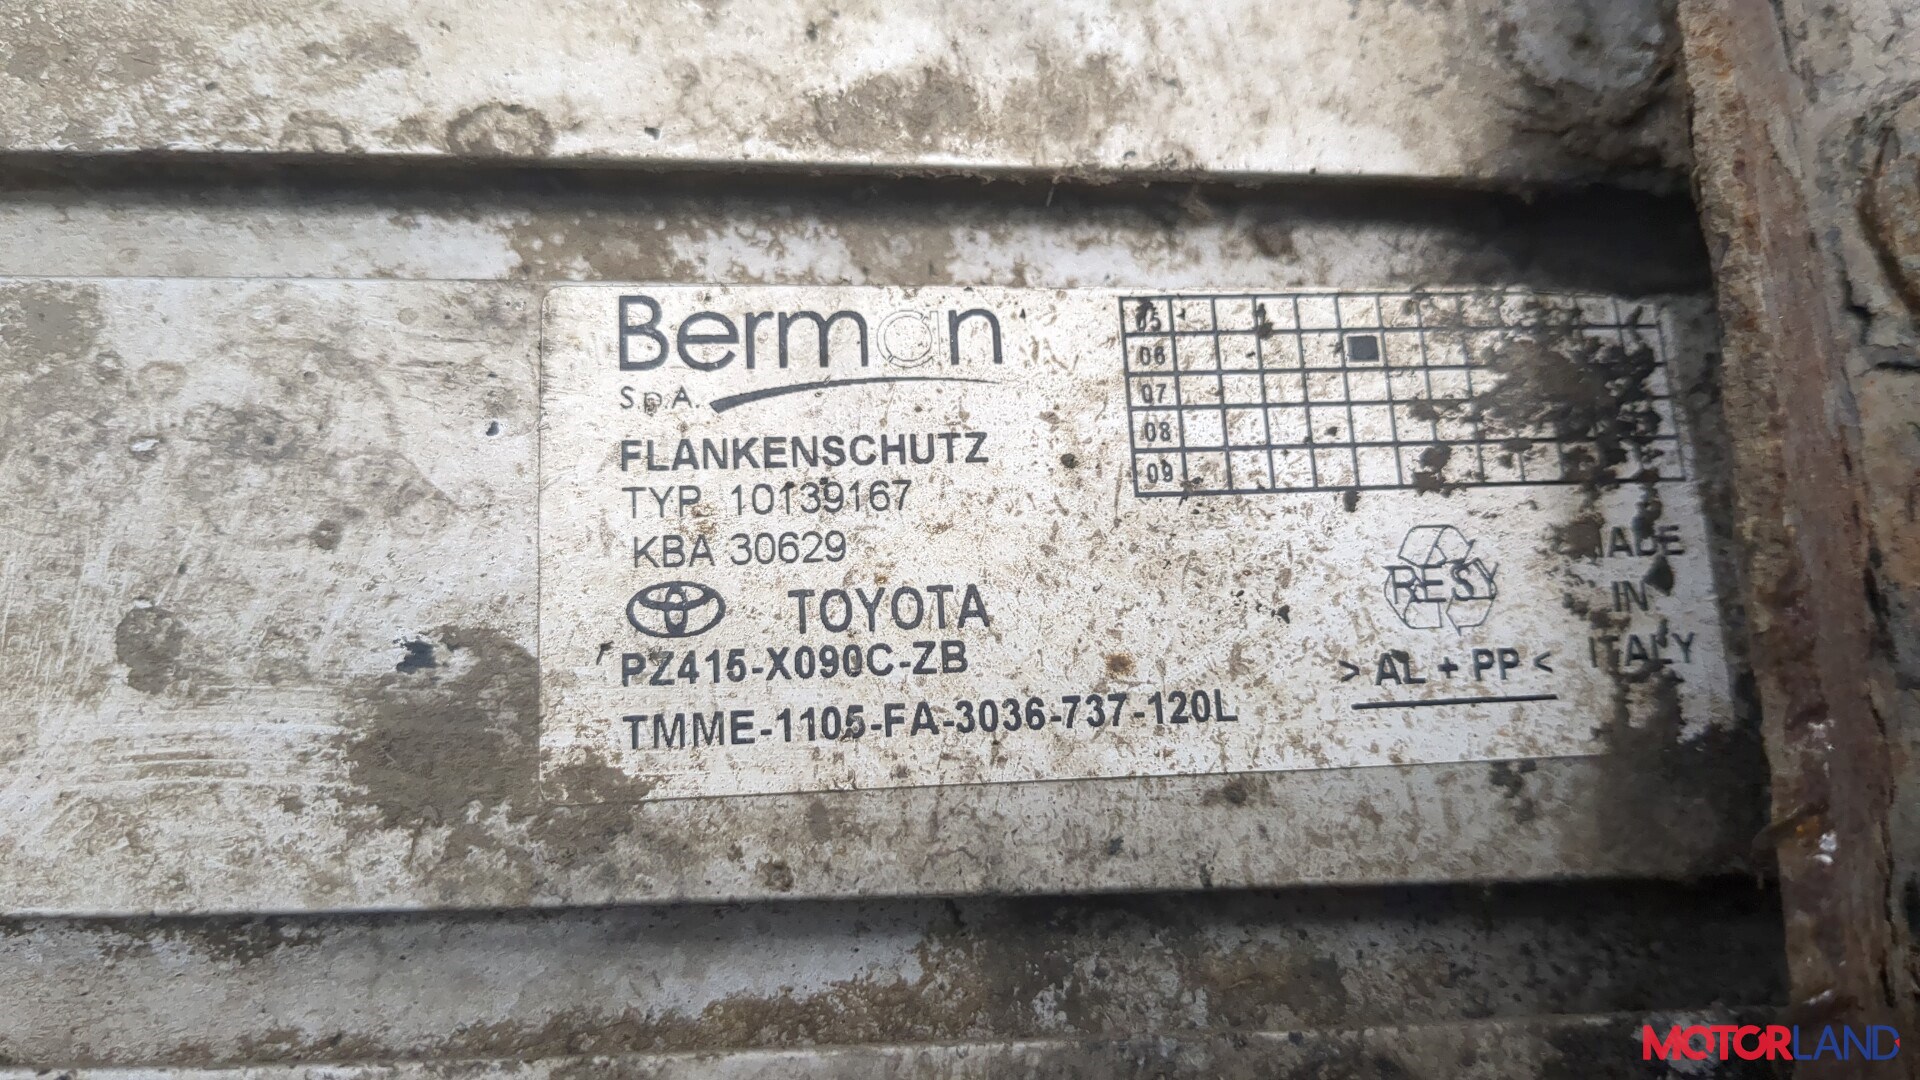 Berman
S.p.A.
FLANKENSCHUTZ
TYP. 10139167
KBA 30629
TOYOTA
PZ415-X090C-ZB
TMME-1105-FA-3036-737-120L
05
06
07
08
09
RESY
> AL + PP <
MADE
IN
ITALY
MOTORLAND